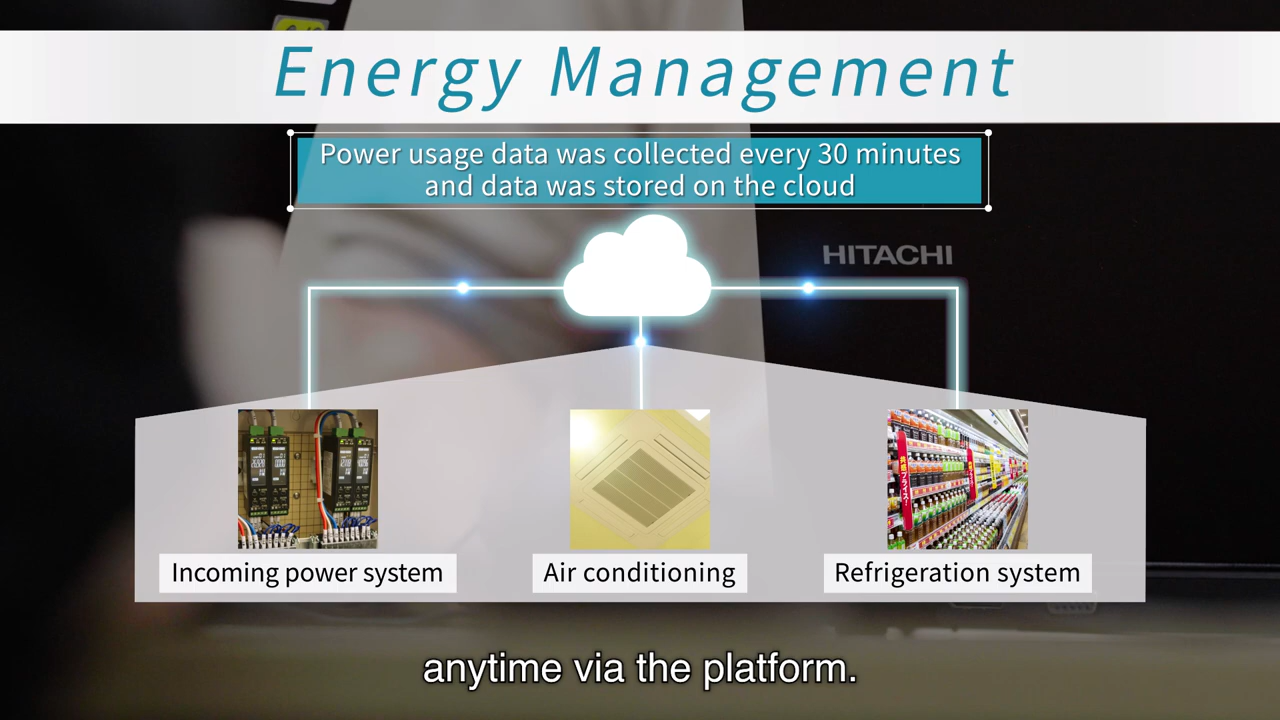 Energy Management
Power usage data was collected every 30 minutes
and data was stored on the cloud
HITACHI
Incoming power system
Air conditioning
Refrigeration system
anytime via the platform.